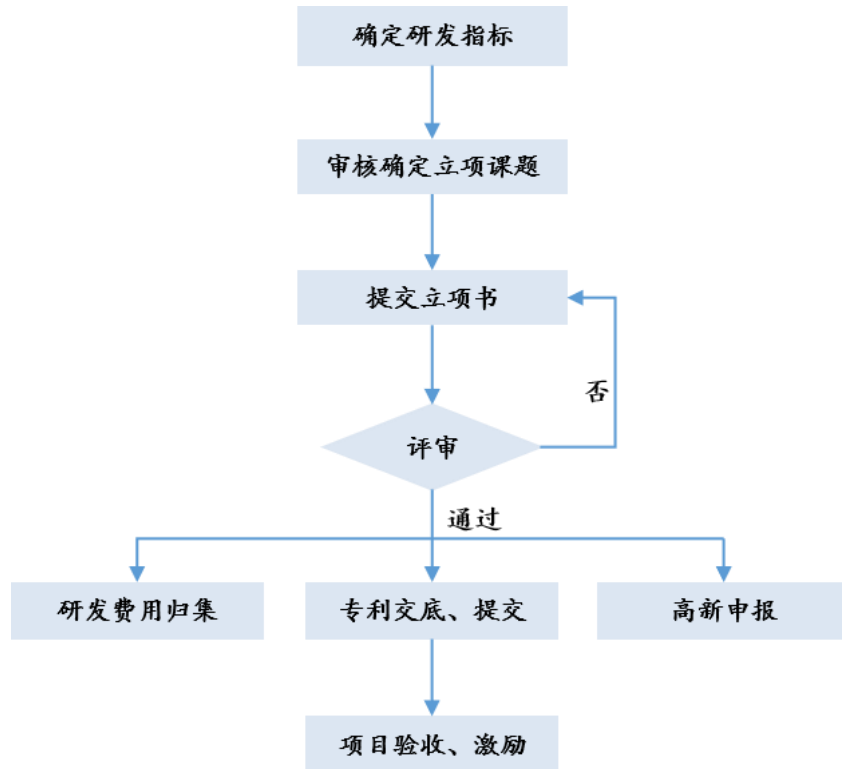 确定研发指标
审核确定立项课题
提交立项书
否
评审
通过
研发费用归集
专利交底、提交
高新申报
项目验收、激励